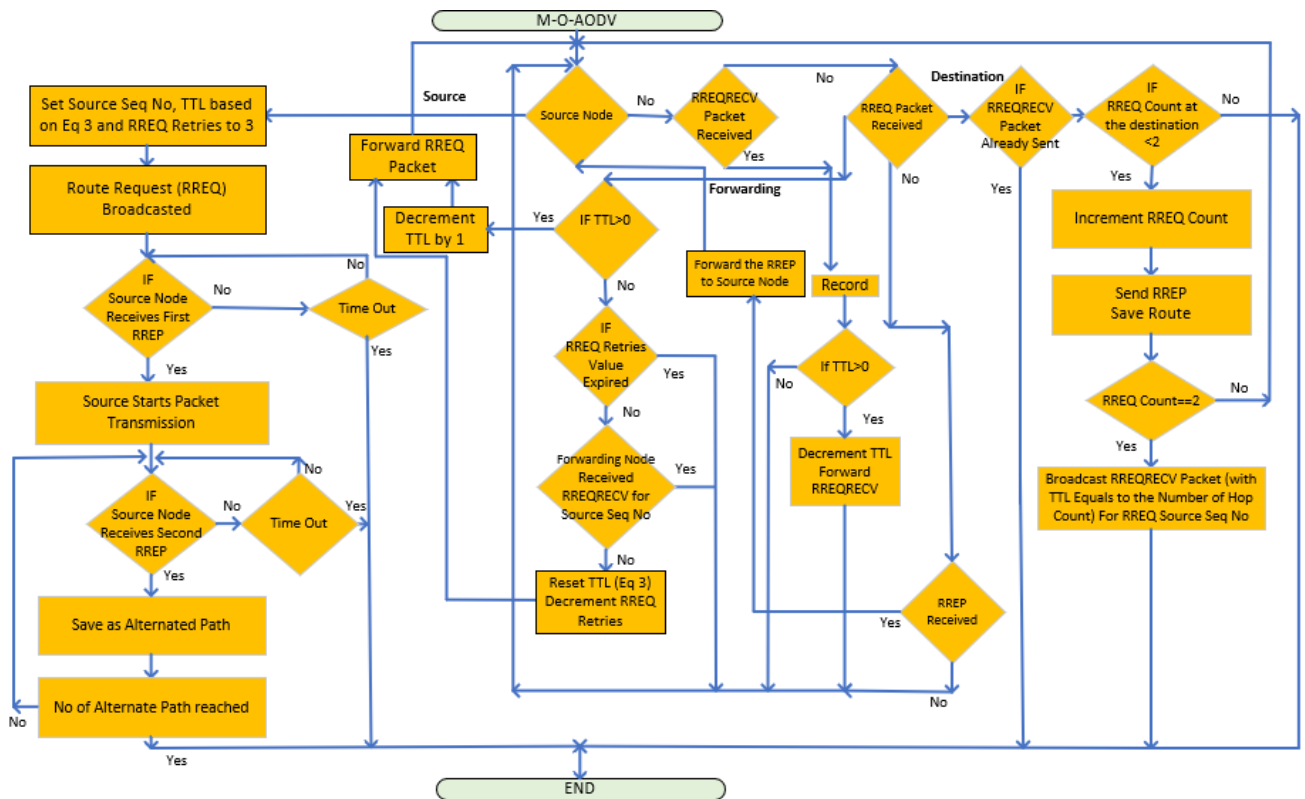 M-O-AODV
Source Node
Source
No
Set Source Seq No, TTL based
on Eq 3 and RREQ Retries to 3
Route Request (RREQ)
Broadcasted
IF
Source Node
Receives First
RREP
No
Time Out
No
Yes
Yes
Source Starts Packet
Transmission
IF
Source Node
Receives Second
RREP
No
Time Out
No
Yes
Yes
Save as Alternated Path
No of Alternate Path reached
No
Yes
Forward RREQ
Packet
Decrement
TTL by 1
Yes
IF TTL>0
Forwarding
No
IF
RREQ Retries
Value
Expired
Yes
No
Forwarding Node
Received
RREQRECV for
Source Seq No
Yes
No
Reset TTL (Eq 3)
Decrement RREQ
Retries
RREQRECV
Packet
Received
No
Yes
Forward the RREP
to Source Node
Record
If TTL>0
No
Yes
Decrement TTL
Forward
RREQRECV
RREQ Packet
Received
No
Destination
RREP
Received
Yes
No
IF
RREQRECV
Packet
Already Sent
Yes
IF
RREQ Count at
the destination
<2
No
Yes
Increment RREQ Count
Send RREP
Save Route
RREQ Count==2
No
Yes
Broadcast RREQRECV Packet (with
TTL Equals to the Number of Hop
Count) For RREQ Source Seq No
END